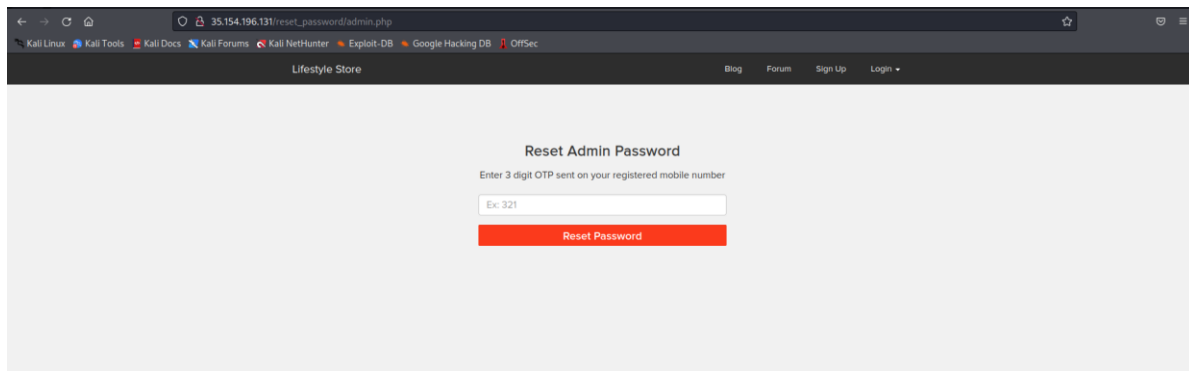 35.154.196.131/reset_password/admin.php
Kali Linux Kali Tools Kali Docs Kali Forums Kali NetHunter Exploit-DB Google Hacking DB OffSec
Lifestyle Store Blog Forum Sign Up Login
Reset Admin Password
Enter 3 digit OTP sent on your registered mobile number
Ex: 321
Reset Password